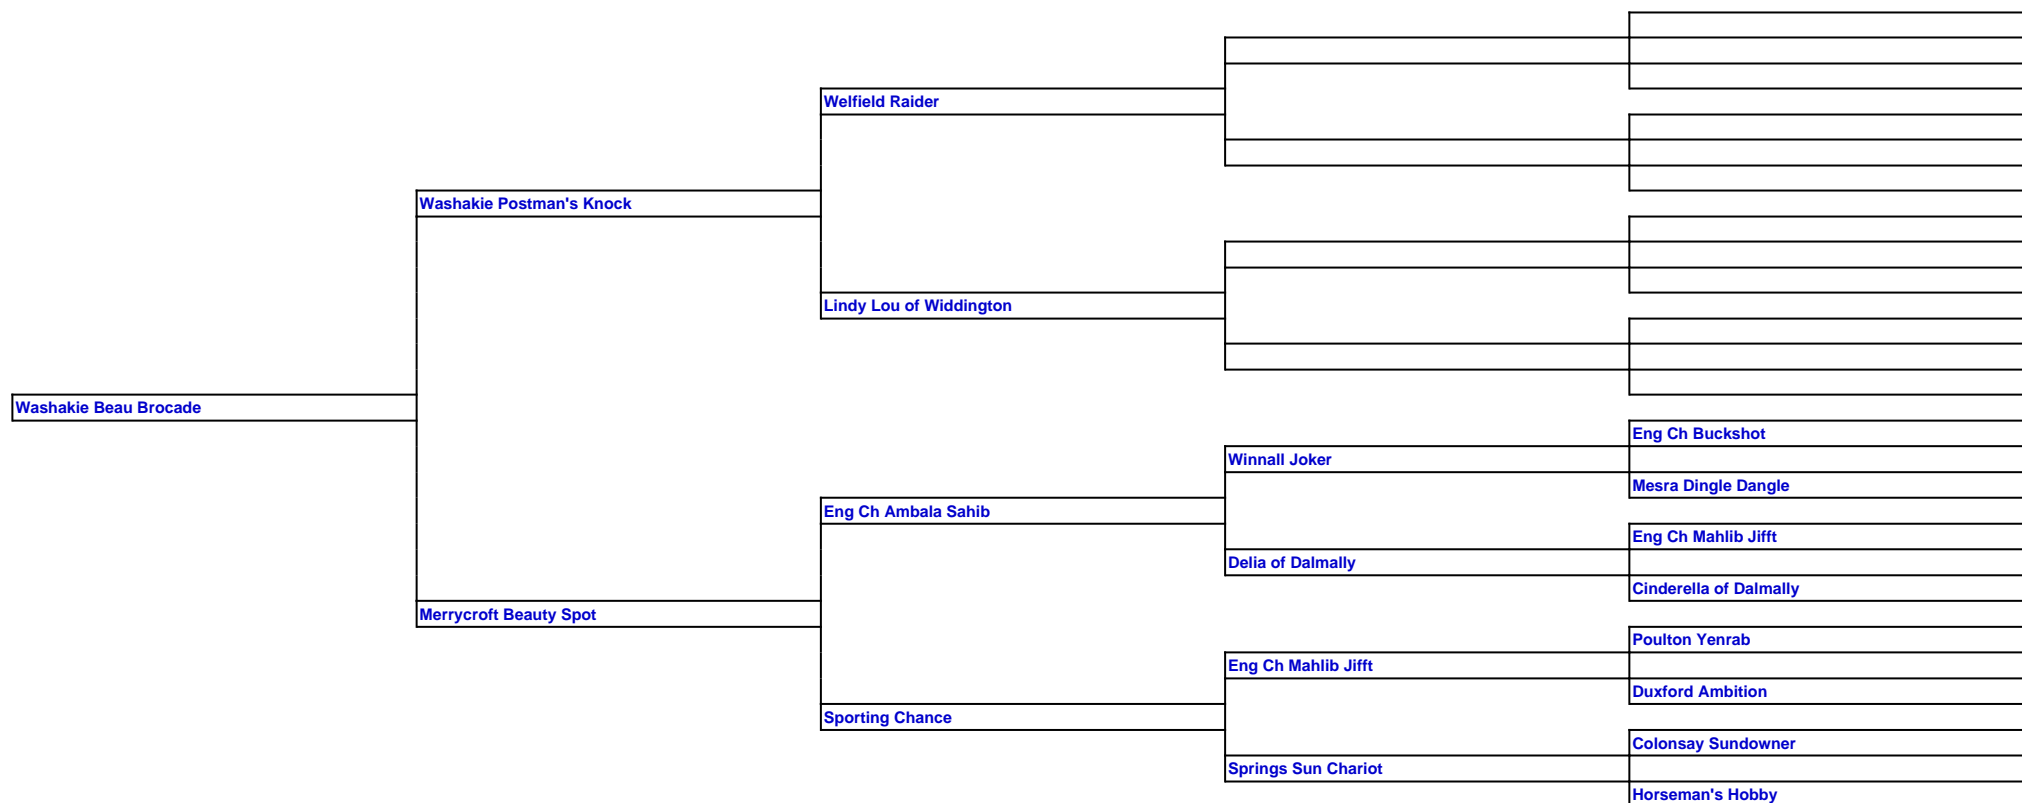 Welfield Raider
Washakie Postman's Knock
Lindy Lou of Widdington
Washakie Beau Brocade
Eng Ch Buckshot
Winnall Joker
Mesra Dingle Dangle
Eng Ch Ambala Sahib
Eng Ch Mahlib Jifft
Delia of Dalmally
Cinderella of Dalmally
Merrycroft Beauty Spot
Poulton Yenrab
Eng Ch Mahlib Jifft
Duxford Ambition
Sporting Chance
Colonsay Sundowner
Springs Sun Chariot
Horseman's Hobby